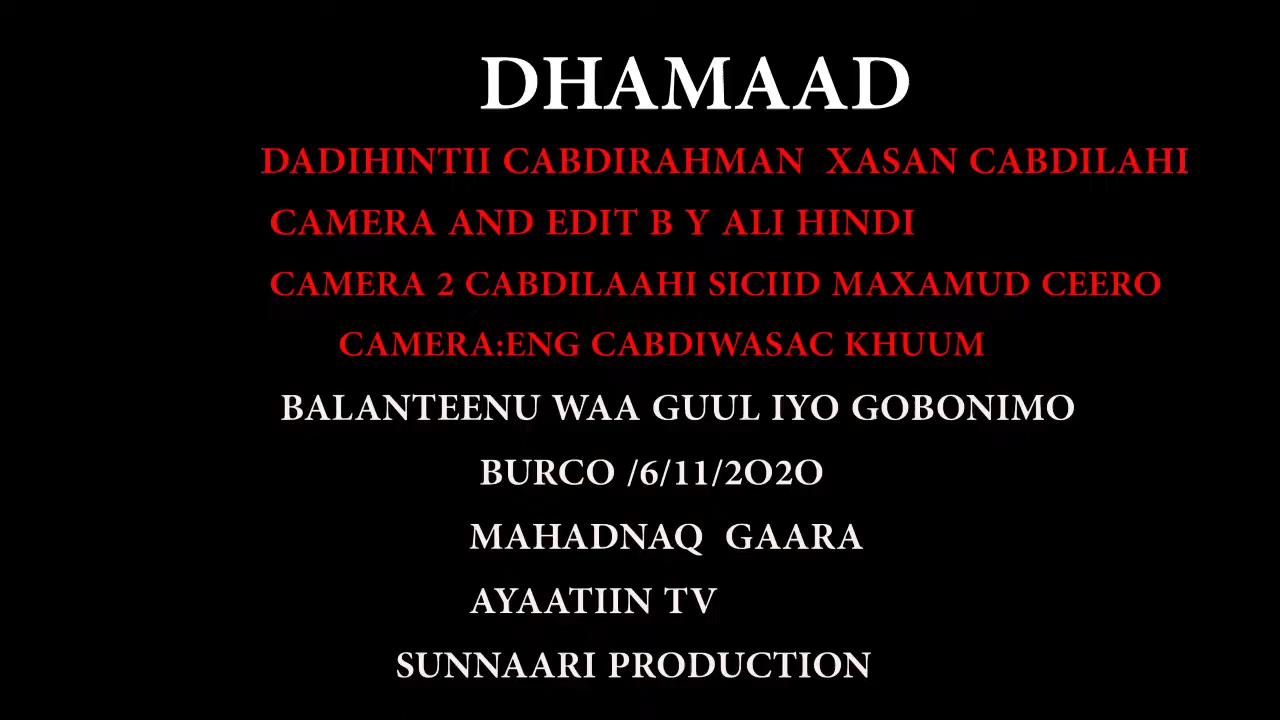 DHAMAAD
DADIHINTII CABDIRAHMAN XASAN CABDILAHI
CAMERA AND EDIT B Y ALI HINDI
CAMERA 2 CABDILAAHI SICIID MAXAMUD CEERO
CAMERA:ENG CABDIWASAC KHUUM
BALANTEENU WAA GUUL IYO GOBONIMO
BURCO /6/11/2O2O
MAHADNAQ GAARA
AYAATIIN TV
SUNNAARI PRODUCTION